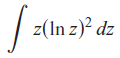 ∫ z(ln z)² dz